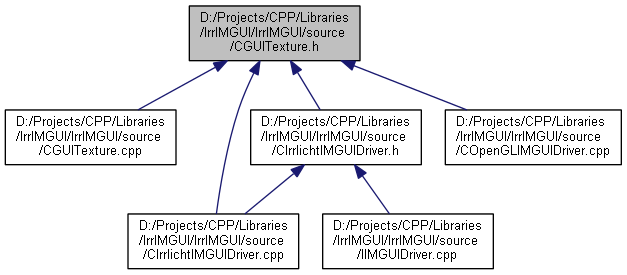 D:/Projects/CPP/Libraries
/IrrIMGUI/IrrIMGUI/source
/CGUITexture.h
D:/Projects/CPP/Libraries
/IrrIMGUI/IrrIMGUI/source
/CGUITexture.cpp
D:/Projects/CPP/Libraries
/IrrIMGUI/IrrIMGUI/source
/CIrrlichtIMGUIDriver.h
D:/Projects/CPP/Libraries
/IrrIMGUI/IrrIMGUI/source
/COpenGLIMGUIDriver.cpp
D:/Projects/CPP/Libraries
/IrrIMGUI/IrrIMGUI/source
/CIrrlichtIMGUIDriver.cpp
D:/Projects/CPP/Libraries
/IrrIMGUI/IrrIMGUI/source
/IIMGUIDriver.cpp